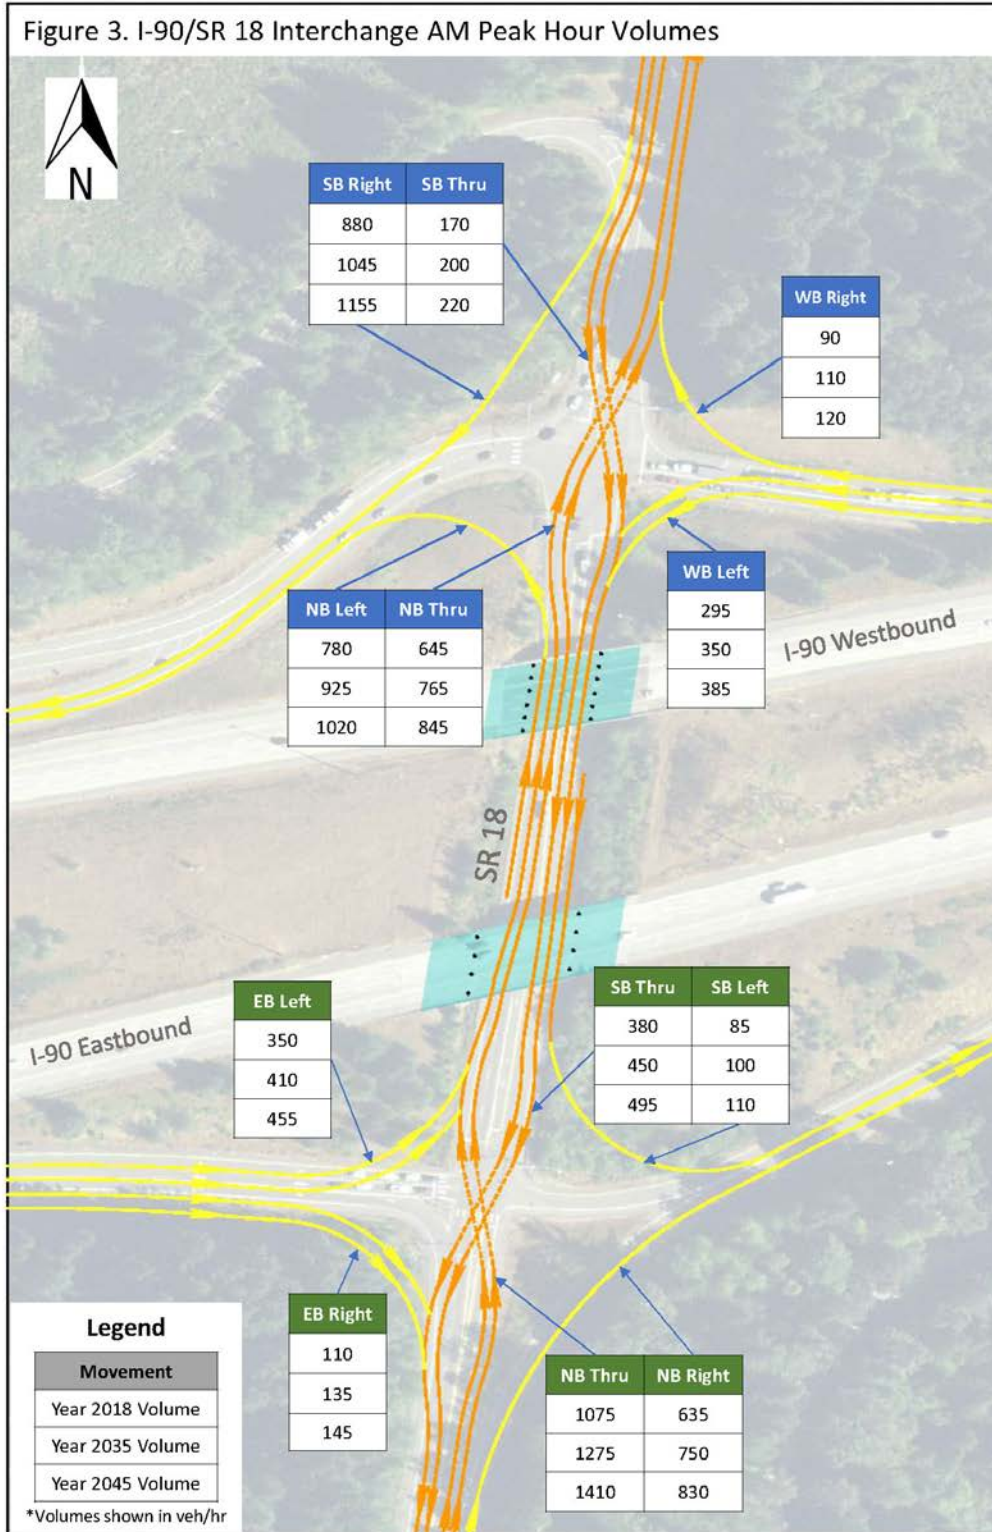 Figure 3. I-90/SR 18 Interchange AM Peak Hour Volumes
N
SB Right SB Thru
880 170
1045 200
1155 220
WB Right
90
110
120
NB Left NB Thru
780 645
925 765
1020 845
WB Left
295
350
385
I-90 Westbound
SR 18
I-90 Eastbound
EB Left
350
410
455
SB Thru SB Left
380 85
450 100
495 110
EB Right
110
135
145
NB Thru NB Right
1075 635
1275 750
1410 830
Legend
Movement
Year 2018 Volume
Year 2035 Volume
Year 2045 Volume
*Volumes shown in veh/hr